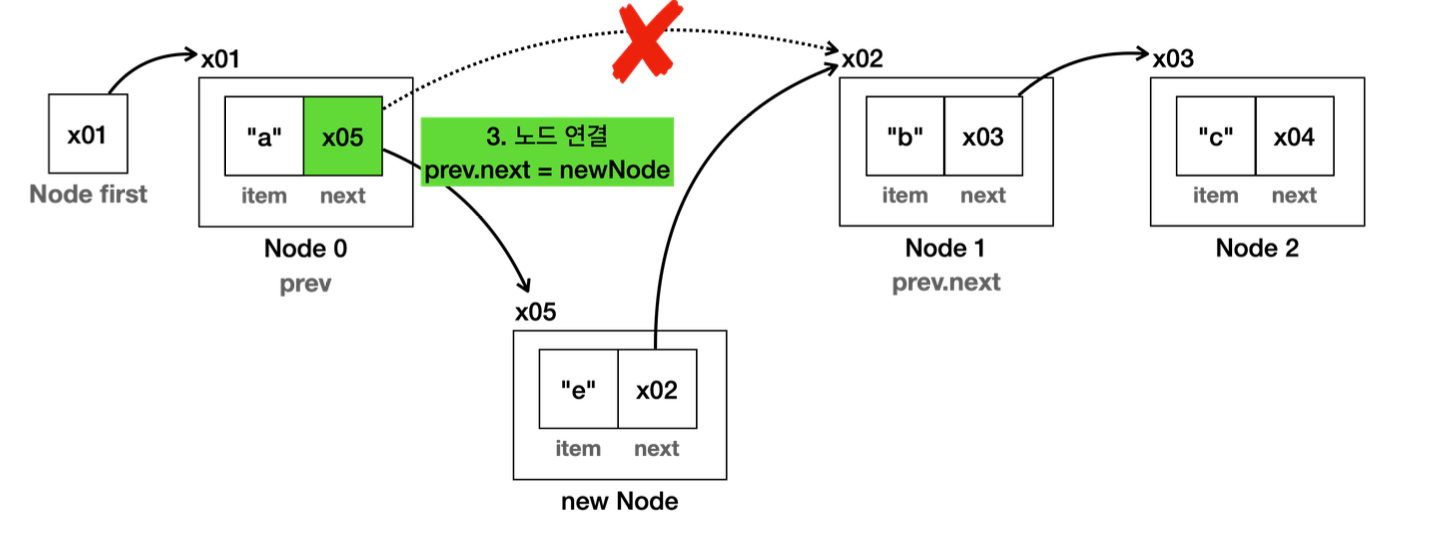 x01
x02
x03
x01
"a"
x05
3. 노드 연결
prev.next = newNode
"b"
x03
"c"
x04
Node first
item
next
item
next
item
next
Node 0
Node 1
Node 2
prev
prev.next
x05
"e"
x02
item
next
new Node